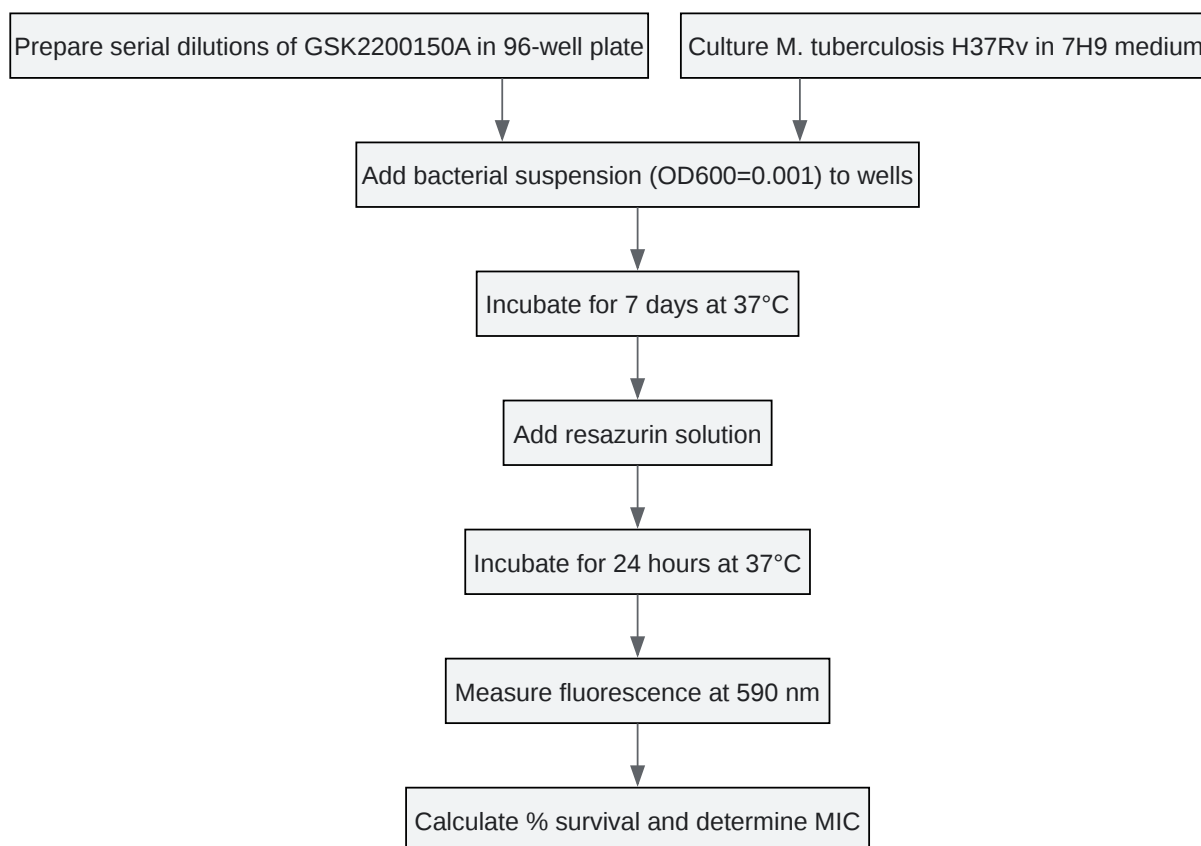 Prepare serial dilutions of GSK2200150A in 96-well plate
Culture M. tuberculosis H37Rv in 7H9 medium
Add bacterial suspension (OD600=0.001) to wells
Incubate for 7 days at 37°C
Add resazurin solution
Incubate for 24 hours at 37°C
Measure fluorescence at 590 nm
Calculate % survival and determine MIC